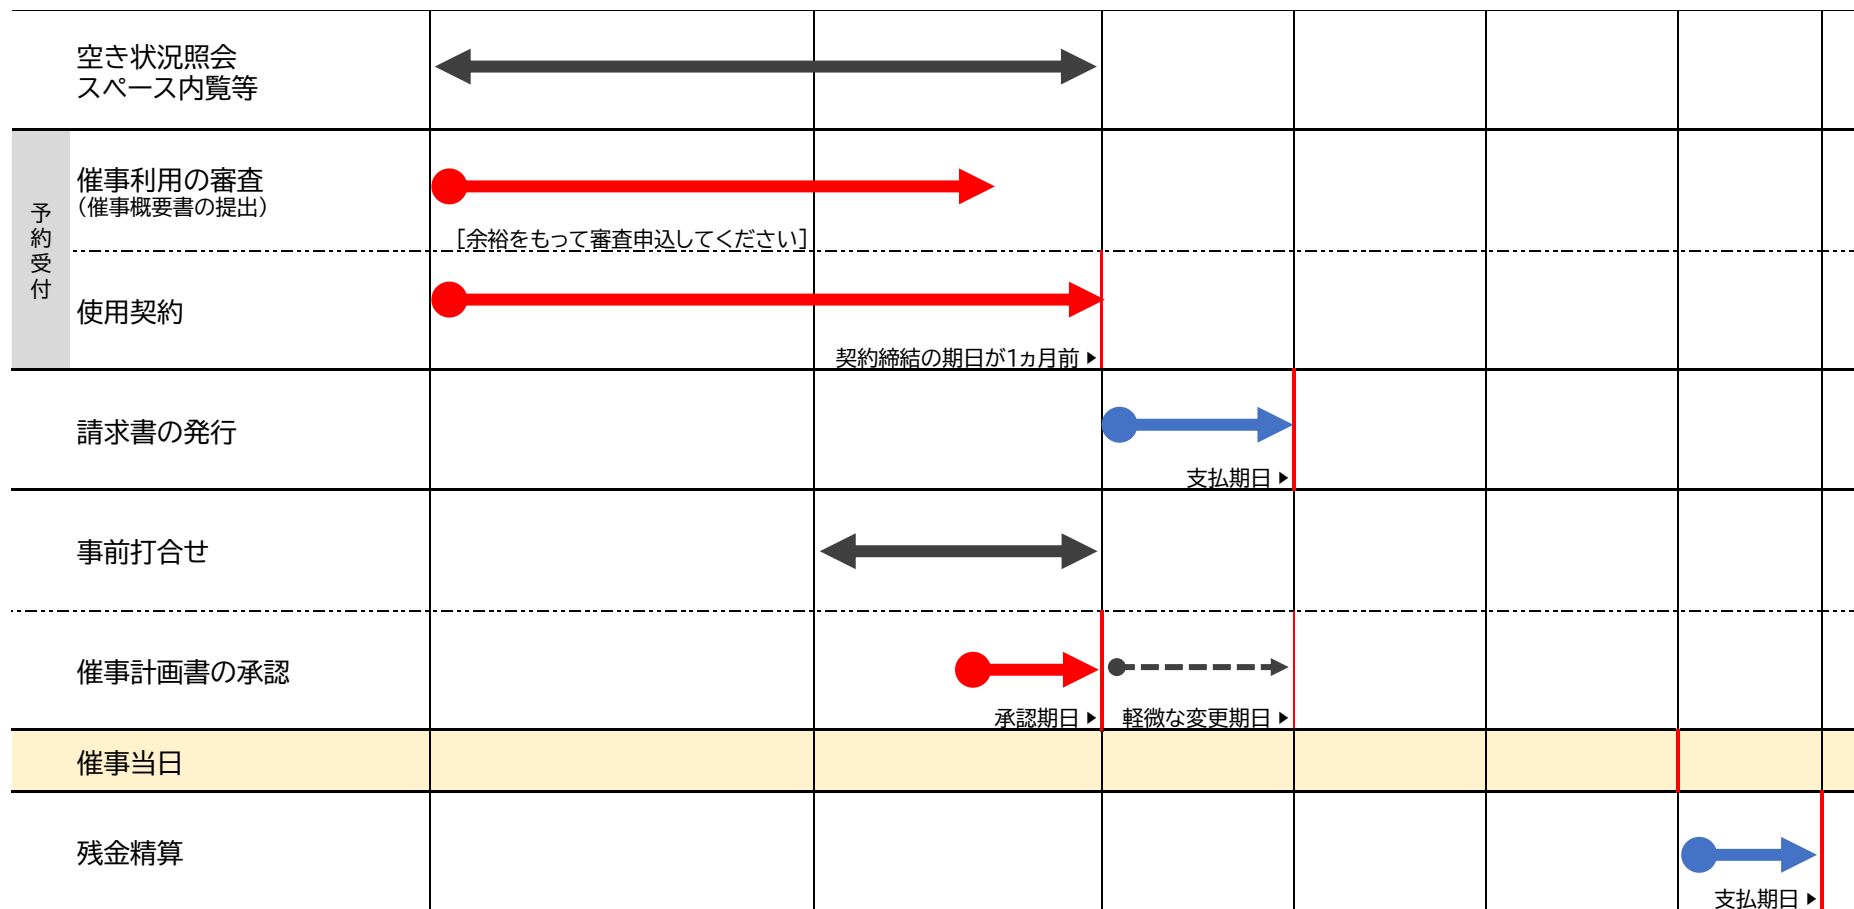 空き状況照会
スペース内覧等
予約受付
催事利用の審査
（催事概要書の提出）
［余裕をもって審査申込してください］
使用契約
契約締結の期日が1ヵ月前▶
請求書の発行
支払期日▶
事前打合せ
催事計画書の承認
承認期日▶
軽微な変更期日▶
催事当日
残金精算
支払期日▶